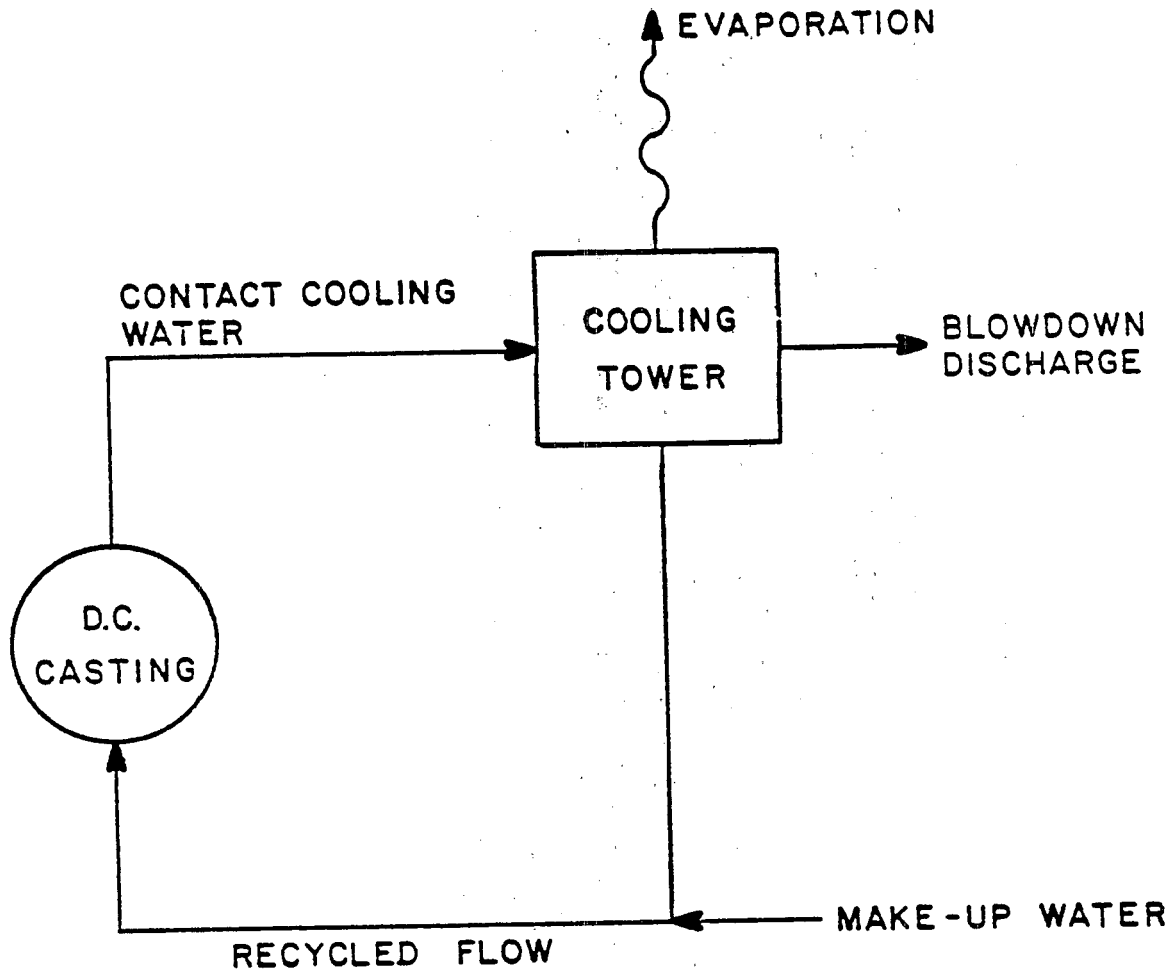 EVAPORATION
CONTACT COOLING
WATER
COOLING
TOWER
BLOWDOWN
DISCHARGE
D.C.
CASTING
MAKE-UP WATER
RECYCLED FLOW